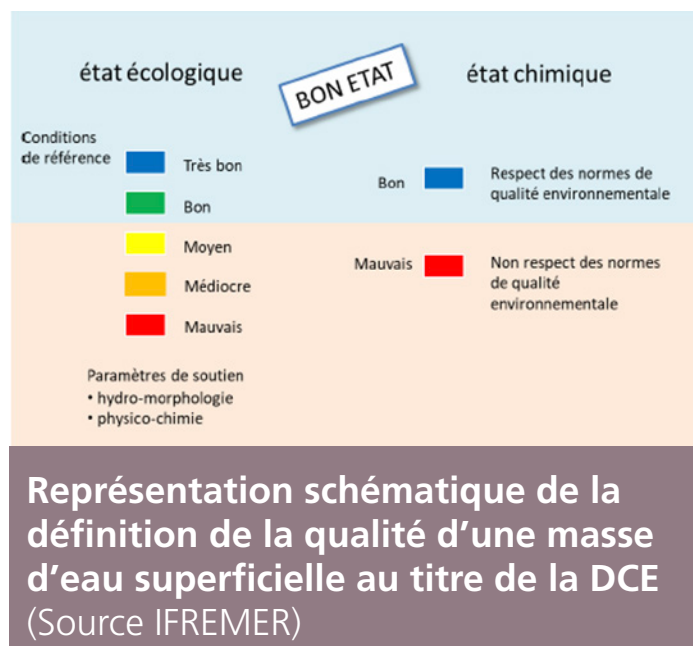 état écologique
BON ETAT
état chimique
Conditions
de référence
Très bon
Bon
Moyen
Médiocre
Mauvais
Paramètres de soutien
• hydro-morphologie
• physico-chimie
Bon
Respect des normes de
qualité environnementale
Mauvais
Non respect des normes
de qualité
environnementale
Représentation schématique de la
définition de la qualité d’une masse
d’eau superficielle au titre de la DCE
(Source IFREMER)